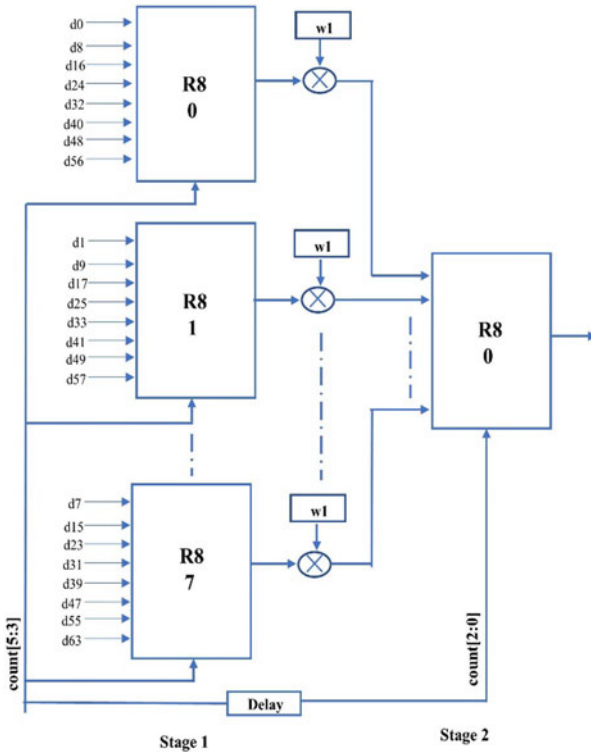 d0
d8
d16
d24
d32
d40
d48
d56
R8
0
w1
d1
d9
d17
d25
d33
d41
d49
d57
R8
1
w1
R8
0
d7
d15
d23
d31
d39
d47
d55
d63
R8
7
w1
count[5:3]
count[2:0]
Delay
Stage 1
Stage 2